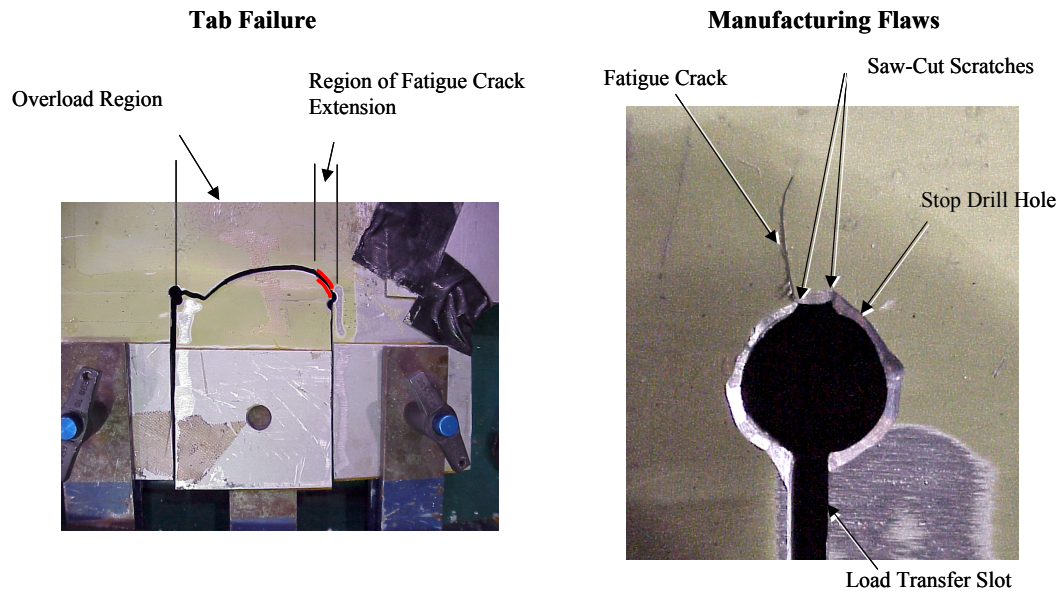 Tab Failure
Manufacturing Flaws
Overload Region
Region of Fatigue Crack
Extension
Fatigue Crack
Saw-Cut Scratches
Stop Drill Hole
Load Transfer Slot